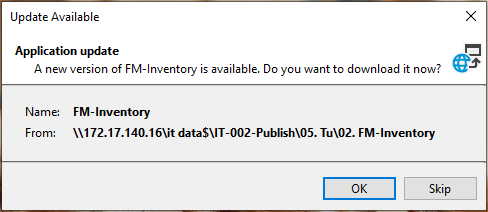 Update Available
Application update
A new version of FM-Inventory is available. Do you want to download it now?
Name: FM-Inventory
From: \\172.17.140.16\it data$\IT-002-Publish\05. Tu\02. FM-Inventory
OK Skip